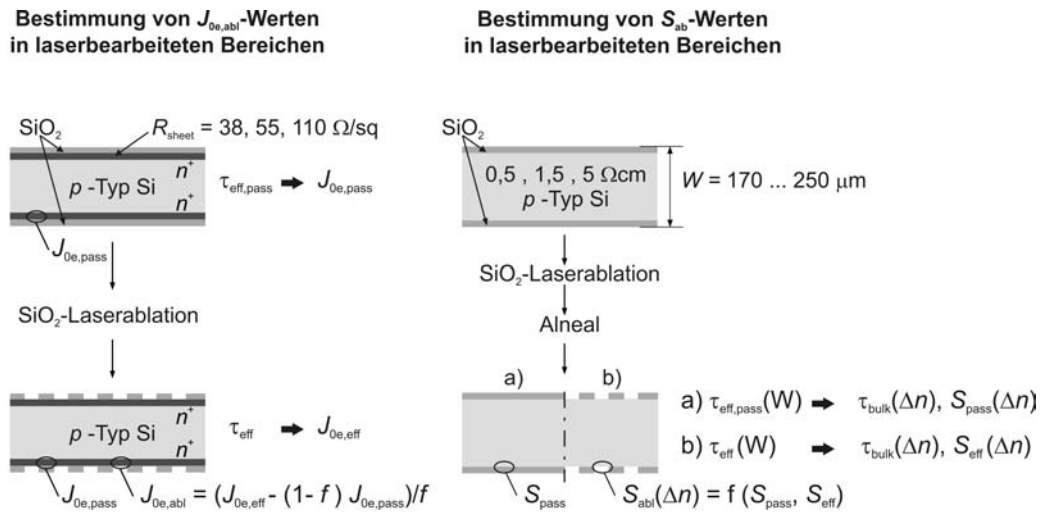 Bestimmung von J0e,abl-Werten
in laserbearbeiteten Bereichen
SiO2
Rsheet = 38, 55, 110 Ω/sq
n+
p -Typ Si
n+
τeff,pass → J0e,pass
J0e,pass
SiO2-Laserablation
n+
p -Typ Si
n+
τeff → J0e,eff
J0e,pass
J0e,abl = (J0e,eff - (1- f ) J0e,pass)/f
Bestimmung von Sab-Werten
in laserbearbeiteten Bereichen
SiO2
0,5 , 1,5 , 5 Ωcm
p -Typ Si
W = 170 ... 250 μm
SiO2-Laserablation
Alneal
a)
b)
a) τeff,pass(W) → τbulk(Δn), Spass(Δn)
b) τeff(W) → τbulk(Δn), Seff(Δn)
Spass
Sabl(Δn) = f (Spass, Seff)